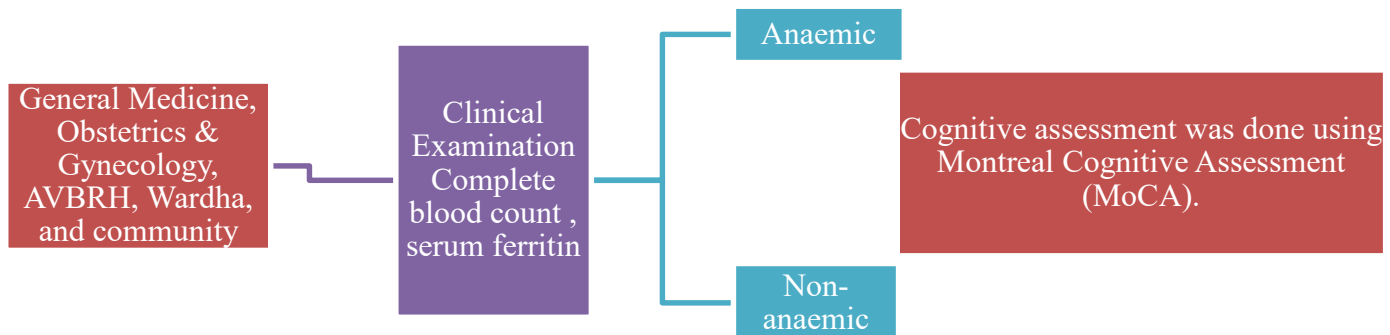 General Medicine,
Obstetrics &
Gynecology,
AVBRH, Wardha,
and community
Clinical
Examination
Complete
blood count ,
serum ferritin
Anaemic
Non-
anaemic
Cognitive assessment was done using
Montreal Cognitive Assessment
(MoCA).